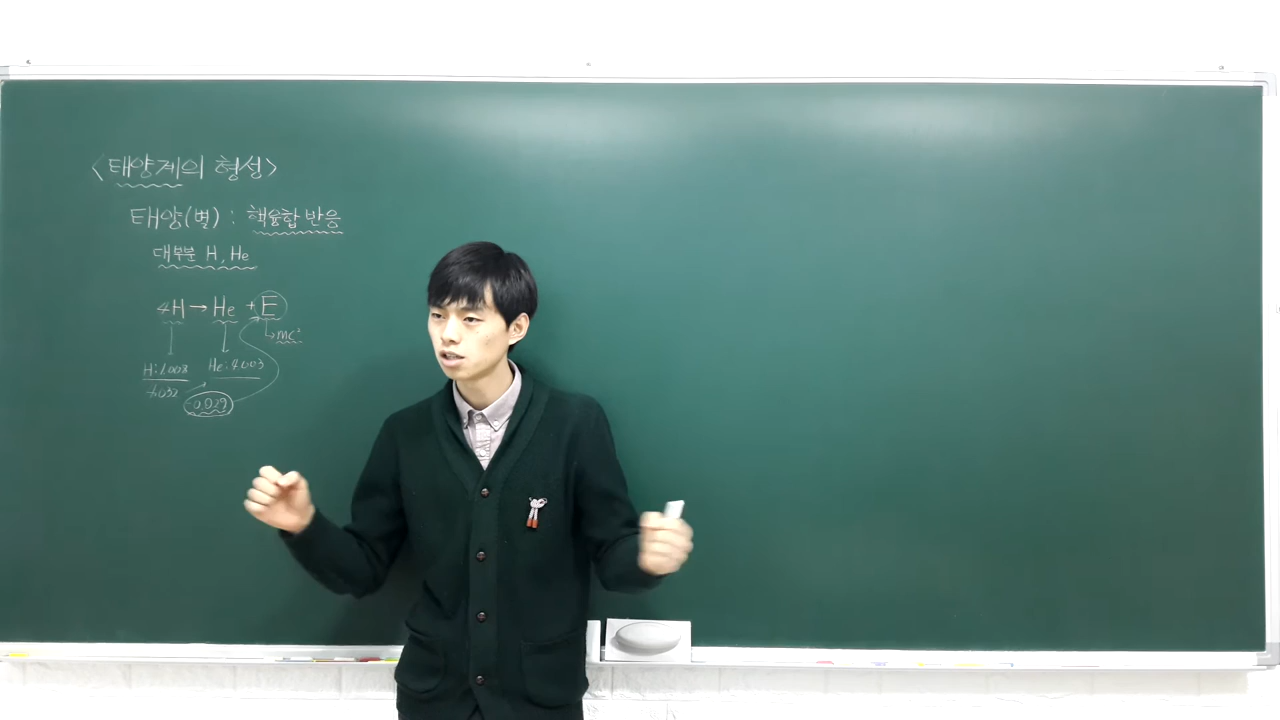 <태양계의 형성>
태양(별) : 핵융합 반응
대부분 H, He
4H → He + E
↳ mc²
H : 1.008 He : 4.003
4.032
-0.029